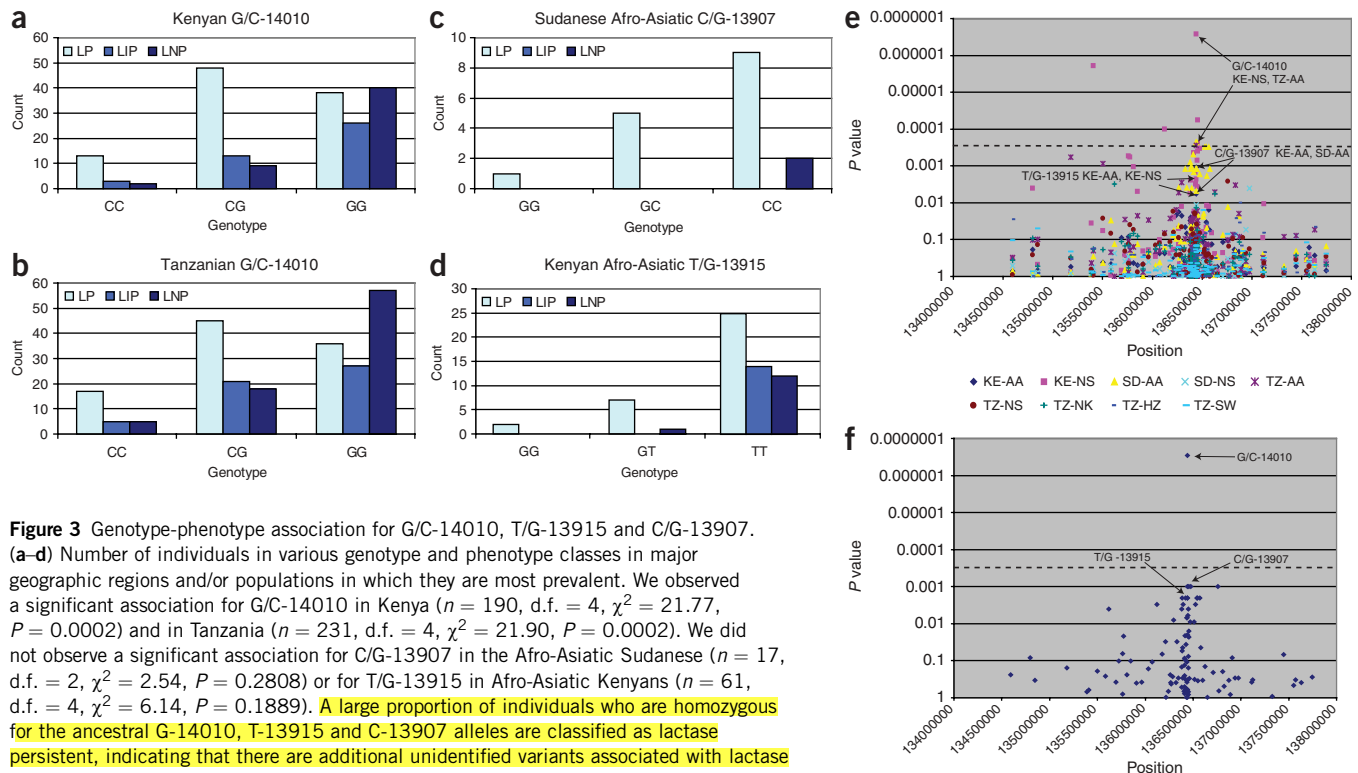 a
Kenyan G/C-14010
LP LIP LNP
Count
60
50
40
30
20
10
0
CC CG GG
Genotype
b
Tanzanian G/C-14010
LP LIP LNP
Count
60
50
40
30
20
10
0
CC CG GG
Genotype
c
Sudanese Afro-Asiatic C/G-13907
LP LIP LNP
Count
10
8
6
4
2
0
GG GC CC
Genotype
d
Kenyan Afro-Asiatic T/G-13915
LP LIP LNP
Count
30
25
20
15
10
5
0
GG GT TT
Genotype
Figure 3 Genotype-phenotype association for G/C-14010, T/G-13915 and C/G-13907.
(a–d) Number of individuals in various genotype and phenotype classes in major
geographic regions and/or populations in which they are most prevalent. We observed
a significant association for G/C-14010 in Kenya (n = 190, d.f. = 4, χ² = 21.77,
P = 0.0002) and in Tanzania (n = 231, d.f. = 4, χ² = 21.90, P = 0.0002). We did
not observe a significant association for C/G-13907 in the Afro-Asiatic Sudanese (n = 17,
d.f. = 2, χ² = 2.54, P = 0.2808) or for T/G-13915 in Afro-Asiatic Kenyans (n = 61,
d.f. = 4, χ² = 6.14, P = 0.1889). A large proportion of individuals who are homozygous
for the ancestral G-14010, T-13915 and C-13907 alleles are classified as lactase
persistent, indicating that there are additional unidentified variants associated with lactase
e
P value
0.0000001
0.000001
0.00001
0.0001
0.001
0.01
0.1
1
G/C-14010
KE-NS, TZ-AA
C/G-13907 KE-AA, SD-AA
T/G-13915 KE-AA, KE-NS
134000000
134500000
135000000
135500000
136000000
136500000
137000000
137500000
138000000
Position
KE-AA KE-NS SD-AA SD-NS TZ-AA
TZ-NS TZ-NK TZ-HZ TZ-SW
f
P value
0.0000001
0.000001
0.00001
0.0001
0.001
0.01
0.1
1
G/C-14010
T/G -13915
C/G-13907
134000000
134500000
135000000
135500000
136000000
136500000
137000000
137500000
138000000
Position